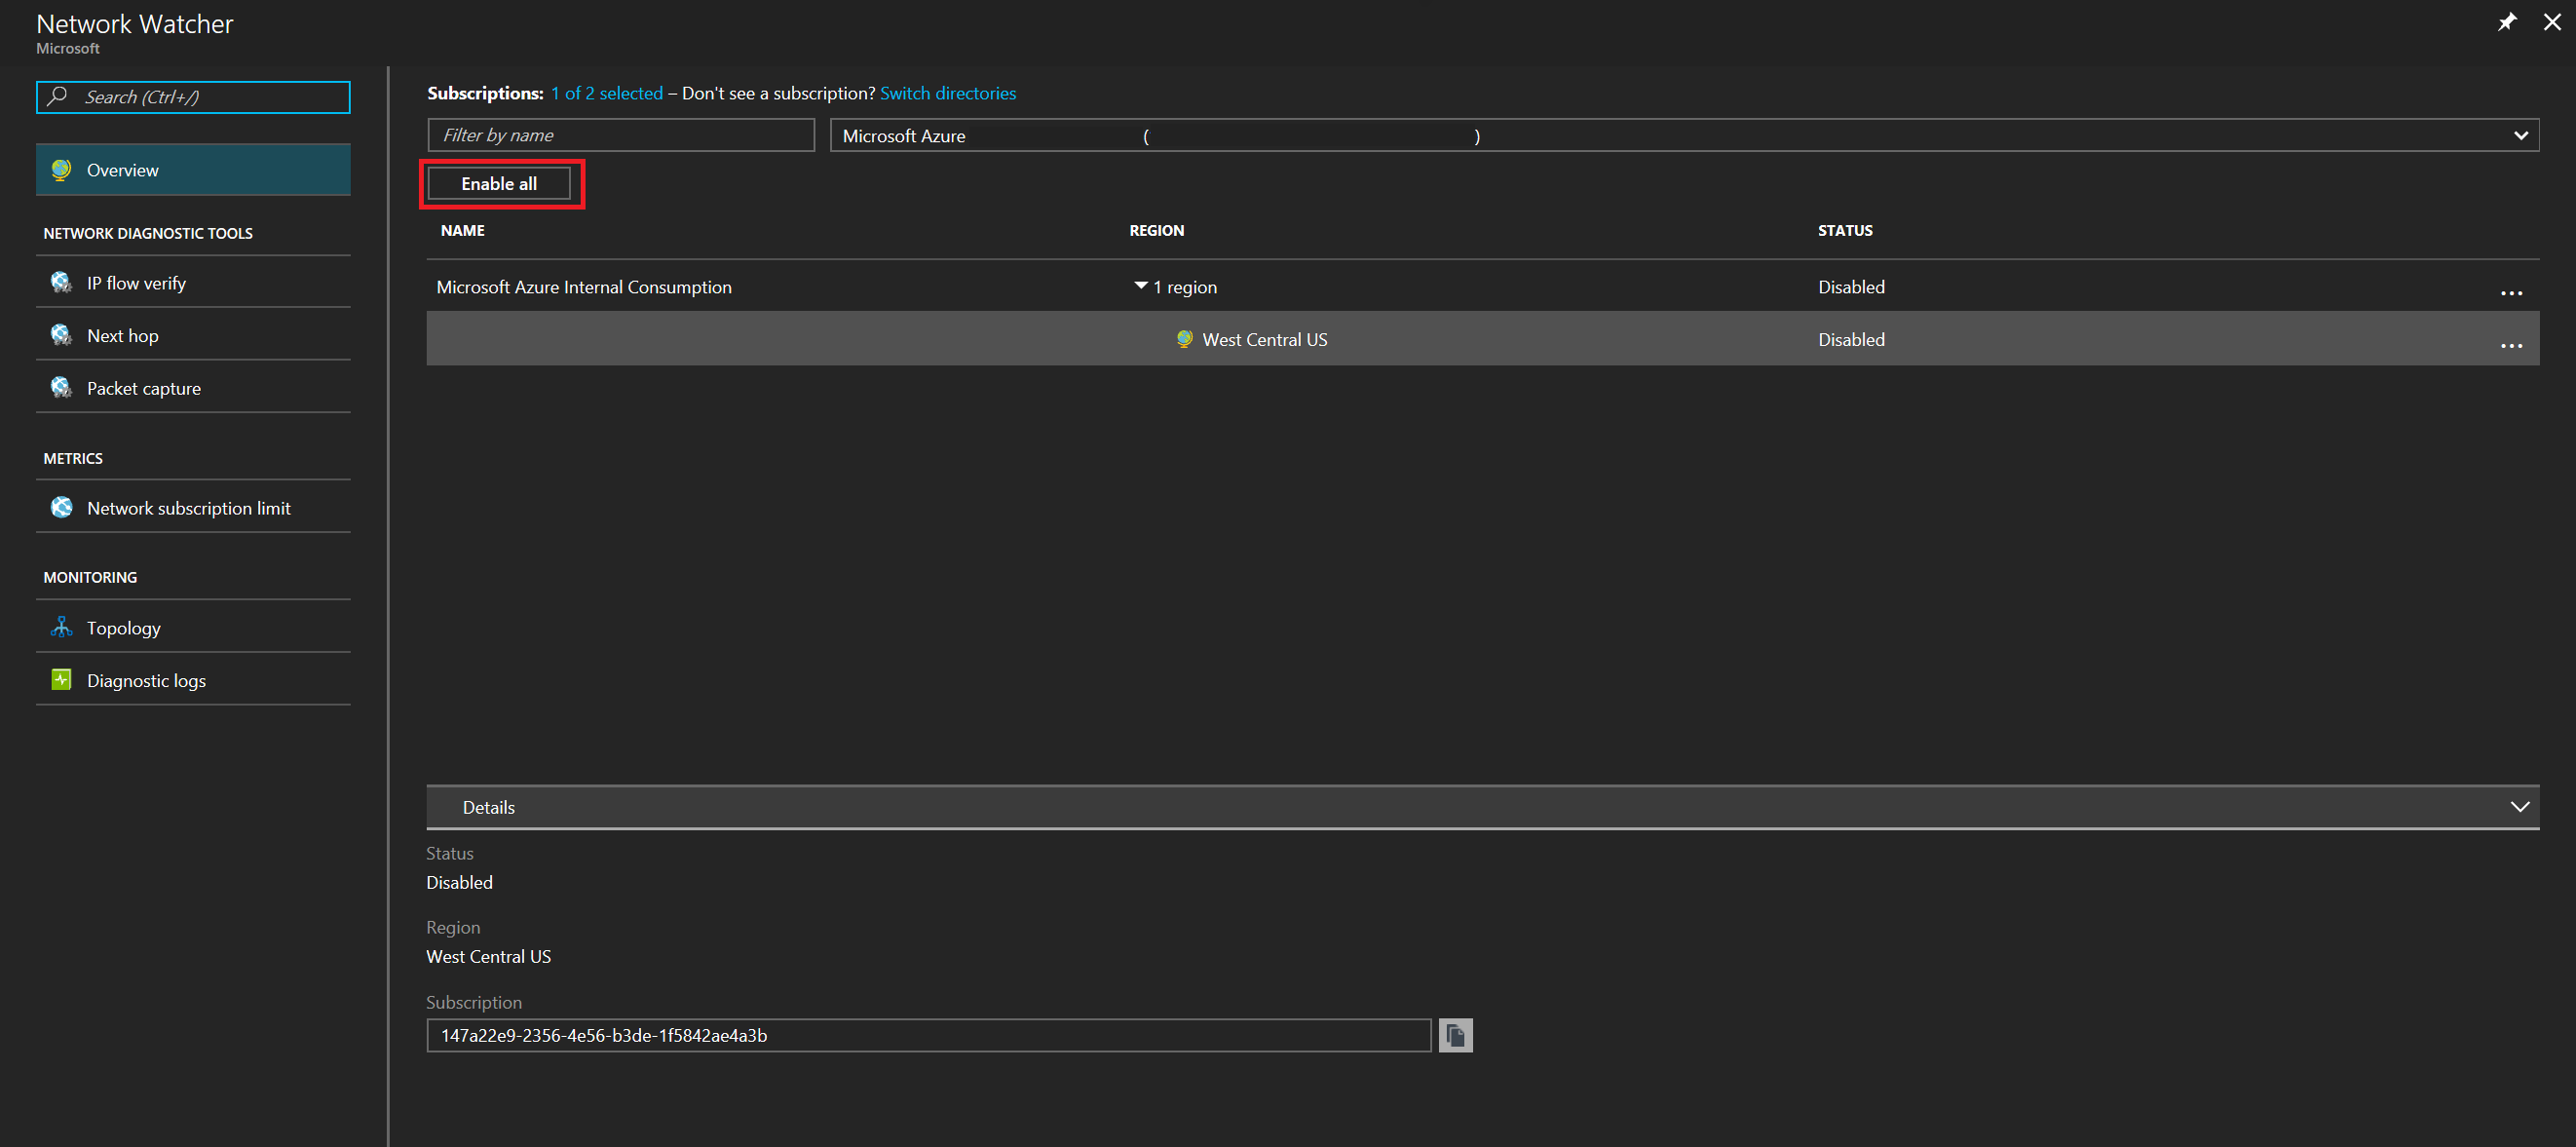 Network Watcher
Microsoft
Search (Ctrl+/)
Overview
NETWORK DIAGNOSTIC TOOLS
IP flow verify
Next hop
Packet capture
METRICS
Network subscription limit
MONITORING
Topology
Diagnostic logs
Subscriptions: 1 of 2 selected – Don't see a subscription? Switch directories
Filter by name
Microsoft Azure ( )
Enable all
NAME REGION STATUS
Microsoft Azure Internal Consumption 1 region Disabled ...
West Central US Disabled ...
Details
Status
Disabled
Region
West Central US
Subscription
147a22e9-2356-4e56-b3de-1f5842ae4a3b